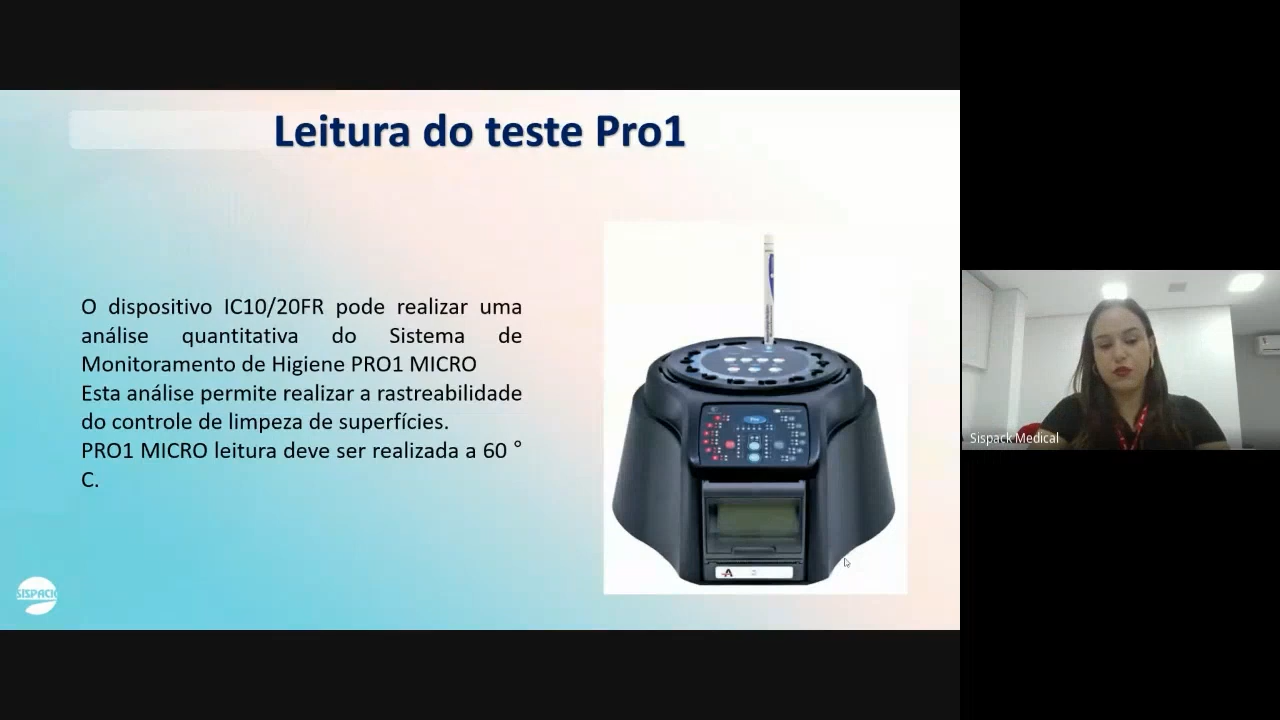 Leitura do teste Pro1
O dispositivo IC10/20FR pode realizar uma
análise quantitativa do Sistema de
Monitoramento de Higiene PRO1 MICRO
Esta análise permite realizar a rastreabilidade
do controle de limpeza de superfícies.
PRO1 MICRO leitura deve ser realizada a 60 °
C.
SISPACK
Sispack Medical